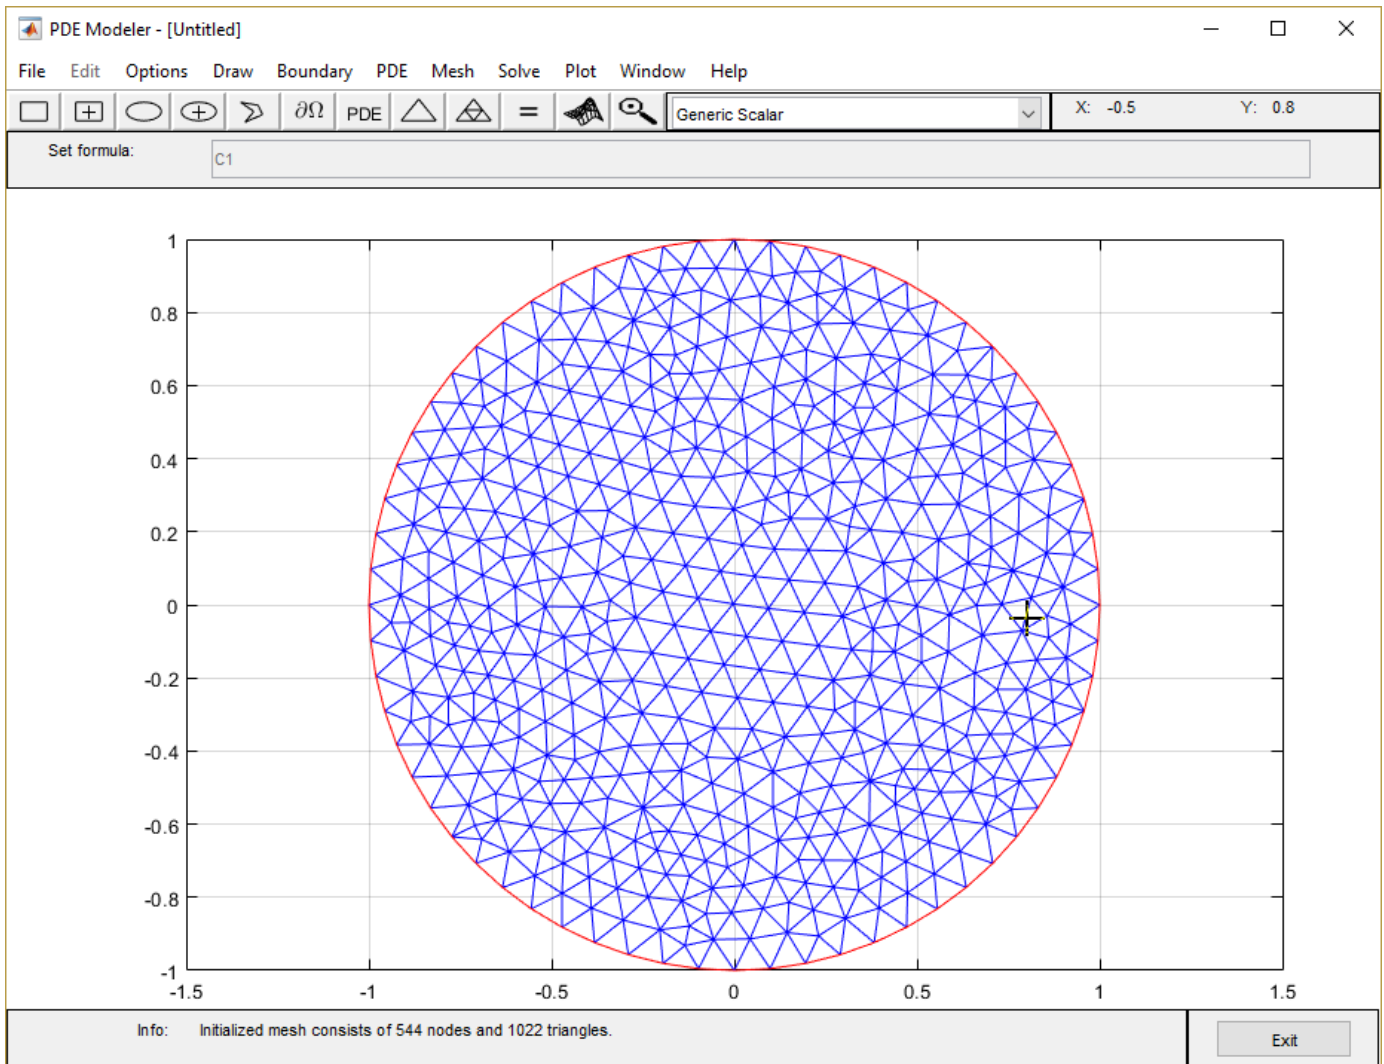 PDE Modeler - [Untitled]
File Edit Options Draw Boundary PDE Mesh Solve Plot Window Help
∂Ω PDE = Generic Scalar X: -0.5 Y: 0.8
Set formula: C1
1
0.8
0.6
0.4
0.2
0
-0.2
-0.4
-0.6
-0.8
-1
-1.5 -1 -0.5 0 0.5 1 1.5
Info: Initialized mesh consists of 544 nodes and 1022 triangles.
Exit